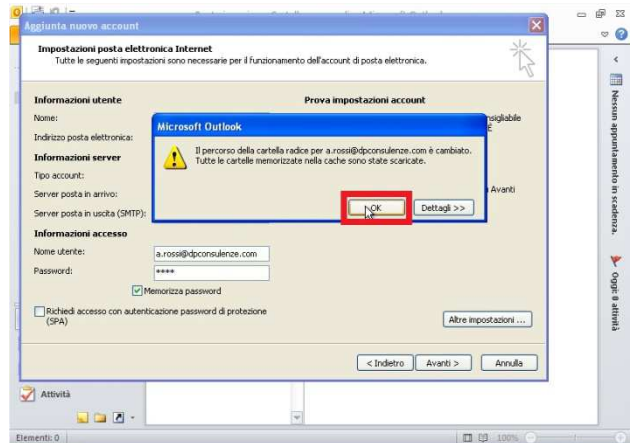 Aggiunta nuovo account
Impostazioni posta elettronica Internet
Tutte le seguenti impostazioni sono necessarie per il funzionamento dell'account di posta elettronica.
Informazioni utente
Prova impostazioni account
Nome:
Indirizzo posta elettronica:
Microsoft Outlook
Il percorso della cartella radice per a.rossi@dpconsulenze.com è cambiato.
Tutte le cartelle memorizzate nella cache sono state scaricate.
OK
Dettagli >>
Informazioni server
Tipo account:
Server posta in arrivo:
Avanti
Server posta in uscita (SMTP):
Informazioni accesso
Nome utente:
a.rossi@dpconsulenze.com
Password:
****
Memorizza password
Richiedi accesso con autenticazione password di protezione
(SPA)
Altre impostazioni ...
< Indietro
Avanti >
Annulla
Nessun appuntamento in scadenza.
Oggi: 0 attività
Attività
Elementi: 0
100%